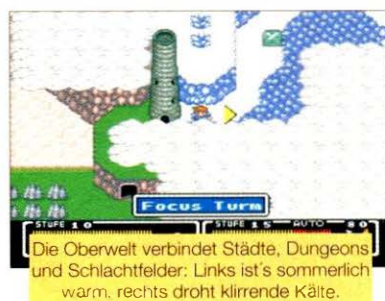 Focus Turm
STUFE 10 STUFE 15 AUTO 80
Die Oberwelt verbindet Städte, Dungeons
und Schlachtfelder: Links ist's sommerlich
warm, rechts droht klirrende Kälte.